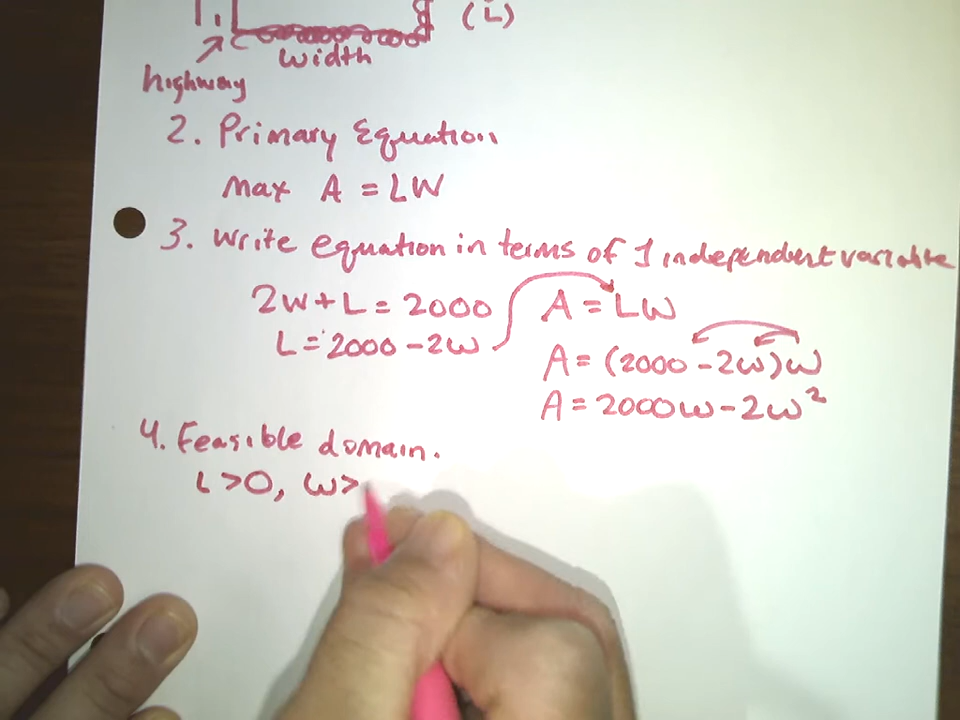 1.
(L)
width
highway
2. Primary Equation
max A = LW
3. Write equation in terms of 1 independent variable
2W + L = 2000
L = 2000 - 2W
A = LW
A = (2000 - 2W)W
A = 2000W - 2W²
4. Feasible domain.
L > 0, W >